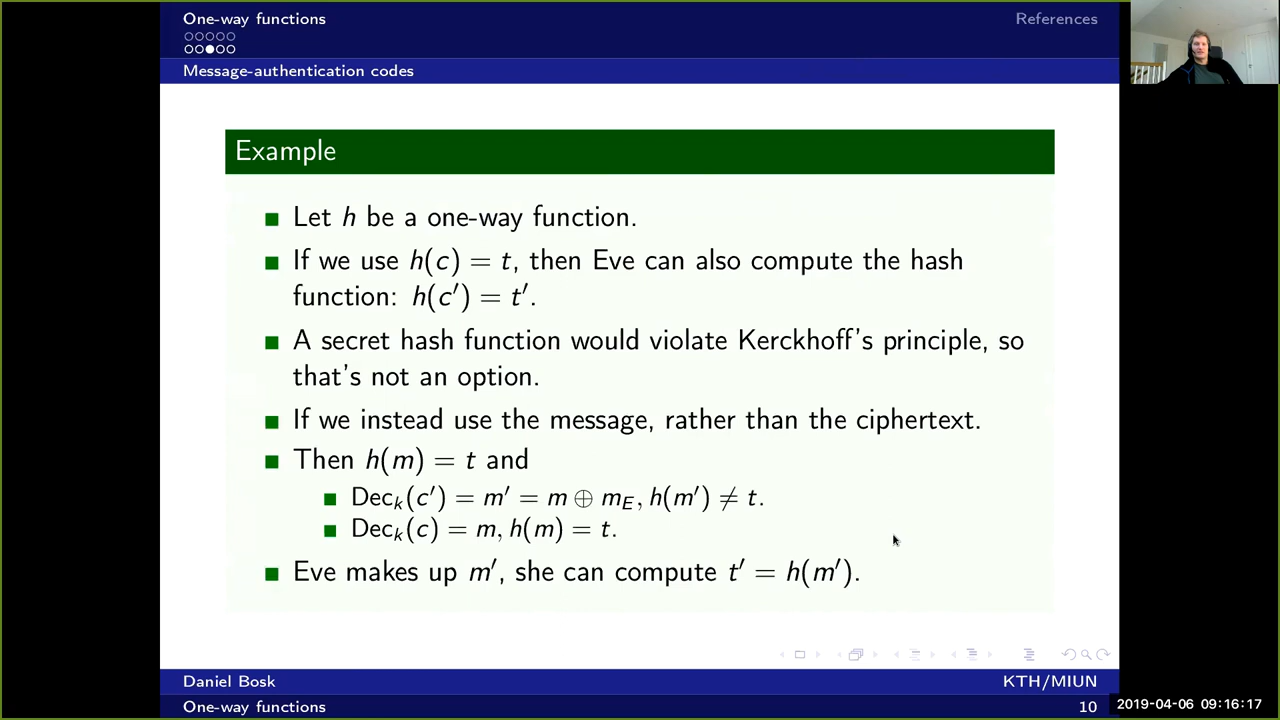 One-way functions
References
Message-authentication codes
Example
Let h be a one-way function.
If we use h(c) = t, then Eve can also compute the hash
function: h(c′) = t′.
A secret hash function would violate Kerckhoff's principle, so
that's not an option.
If we instead use the message, rather than the ciphertext.
Then h(m) = t and
Decₖ(c′) = m′ = m ⊕ m_E, h(m′) ≠ t.
Decₖ(c) = m, h(m) = t.
Eve makes up m′, she can compute t′ = h(m′).
Daniel Bosk
KTH/MIUN
One-way functions
10
2019-04-06 09:16:17